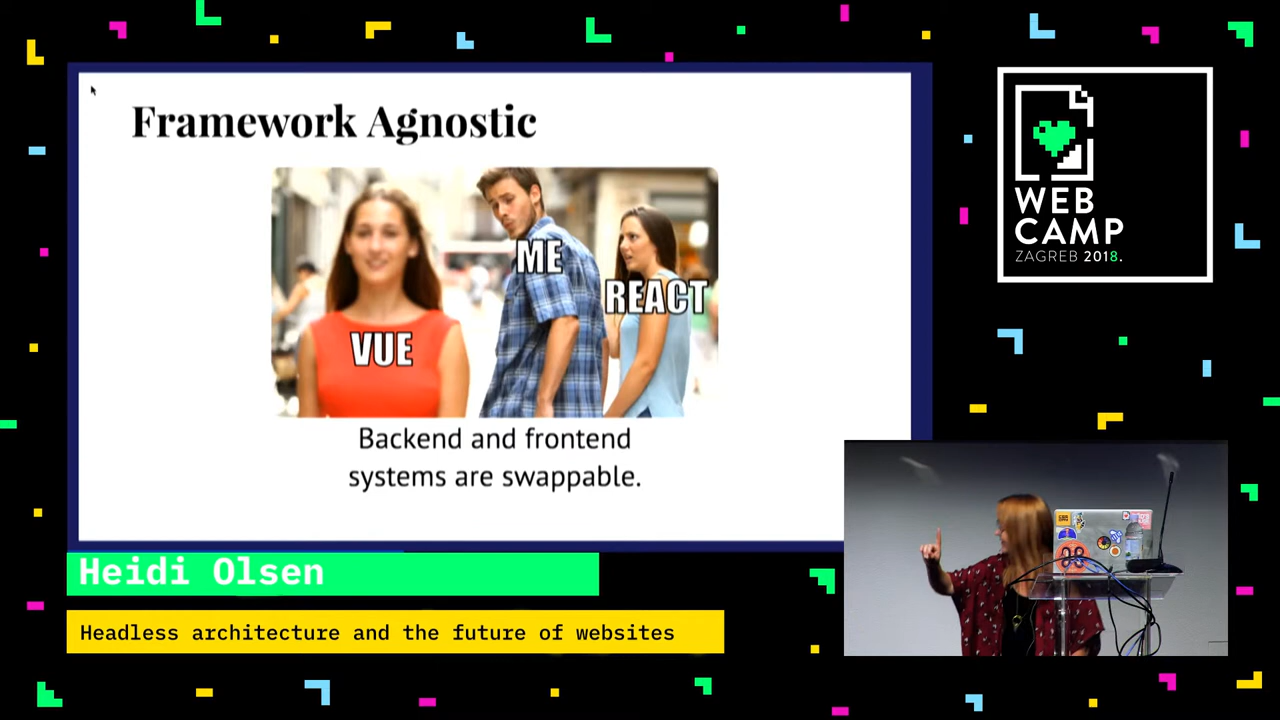 Framework Agnostic
ME
REACT
VUE
Backend and frontend
systems are swappable.
WEB
CAMP
ZAGREB 2018.
Heidi Olsen
Headless architecture and the future of websites